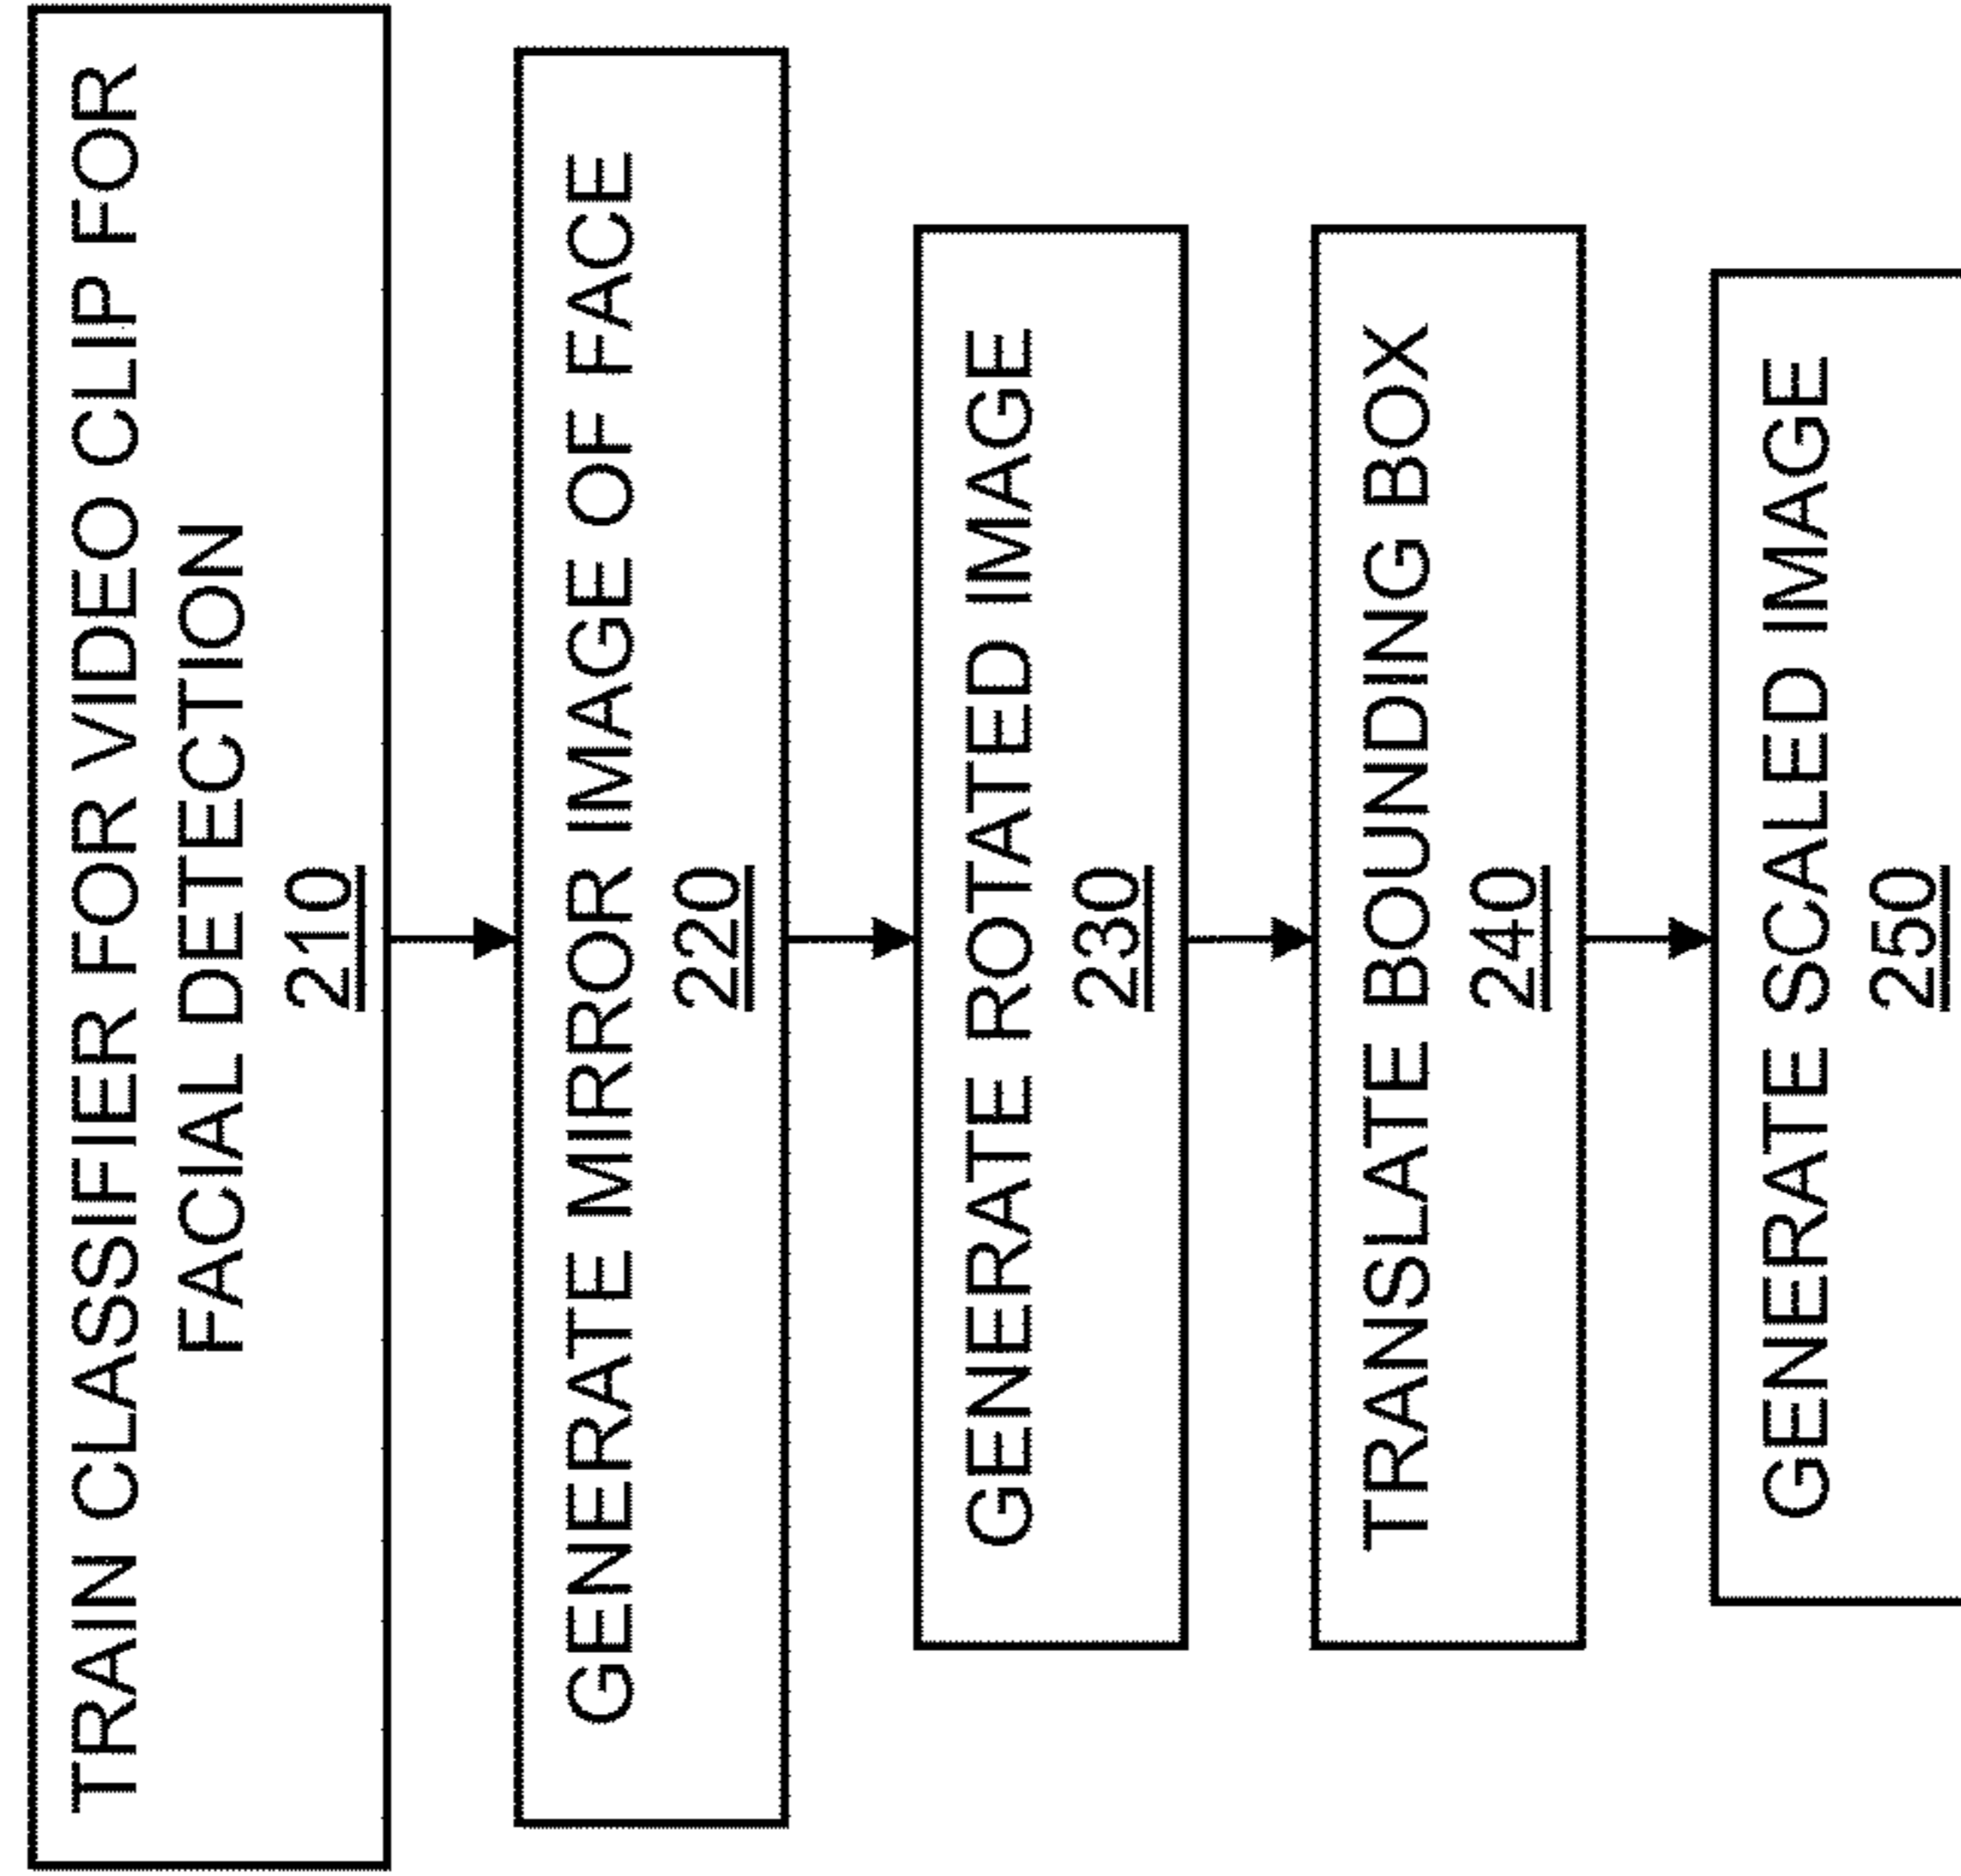 TRAIN CLASSIFIER FOR VIDEO CLIP FOR
FACIAL DETECTION
210
GENERATE MIRROR IMAGE OF FACE
220
GENERATE ROTATED IMAGE
230
TRANSLATE BOUNDING BOX
240
GENERATE SCALED IMAGE
250